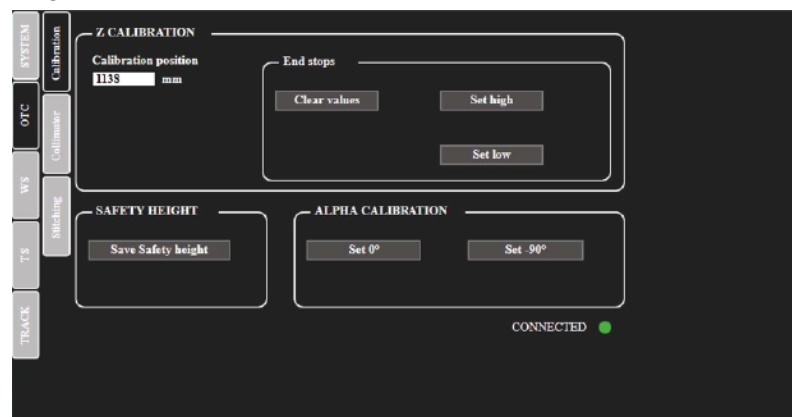 SYSTEM
OTC
WS
TS
TRACK
Calibration
Collimator
Stitching
Z CALIBRATION
Calibration position
1138 mm
End stops
Clear values
Set high
Set low
SAFETY HEIGHT
Save Safety height
ALPHA CALIBRATION
Set 0°
Set -90°
CONNECTED